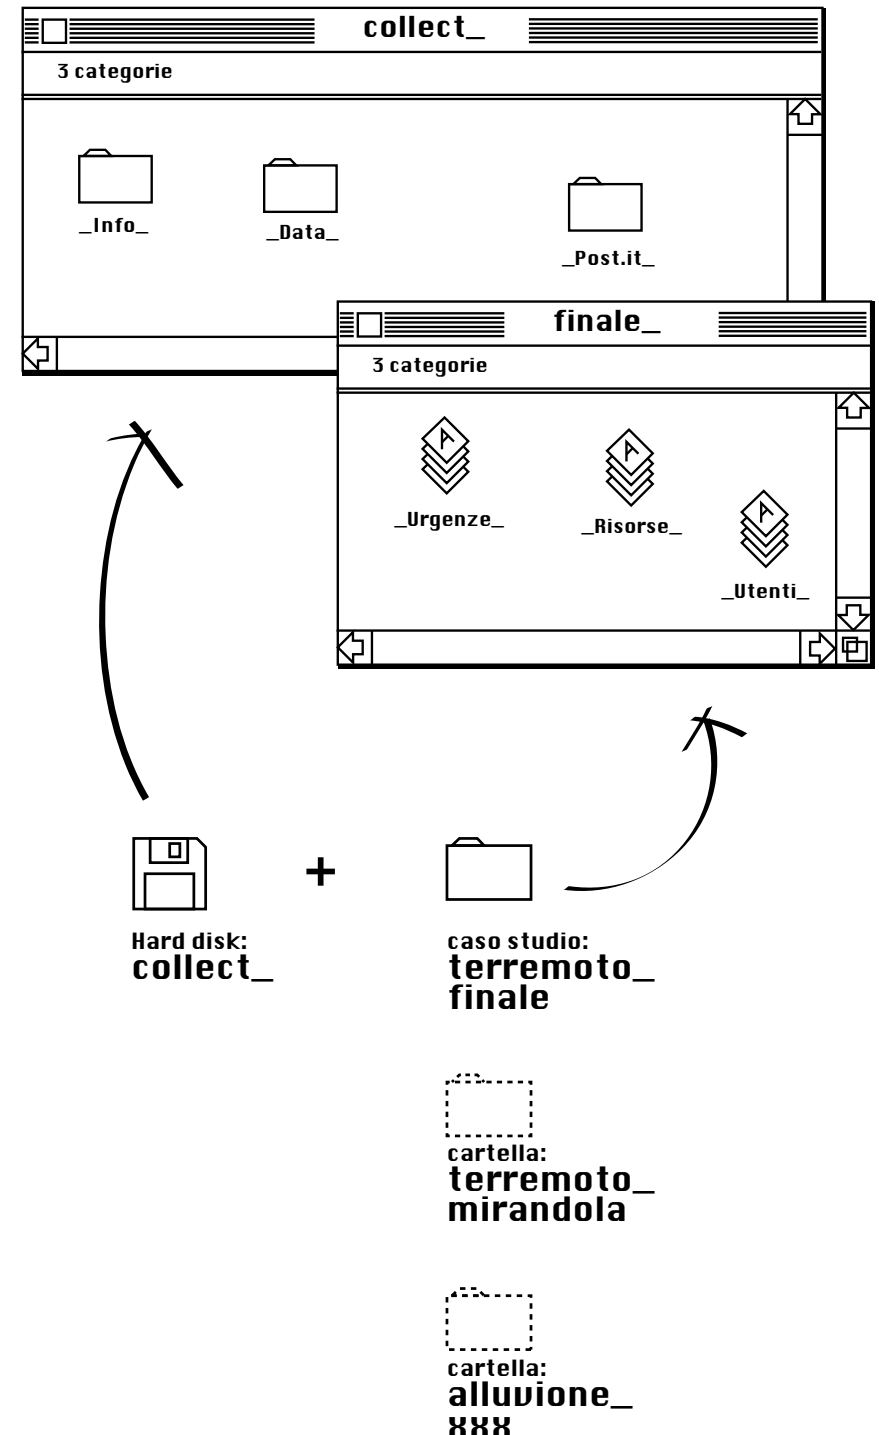 collect_
3 categorie
_Info_
_Data_
_Post.it_
finale_
3 categorie
_Urgenze_
_Risorse_
_Utenti_
+
Hard disk:
collect_
caso studio:
terremoto_
finale
cartella:
terremoto_
mirandola
cartella:
alluvione_
xxx